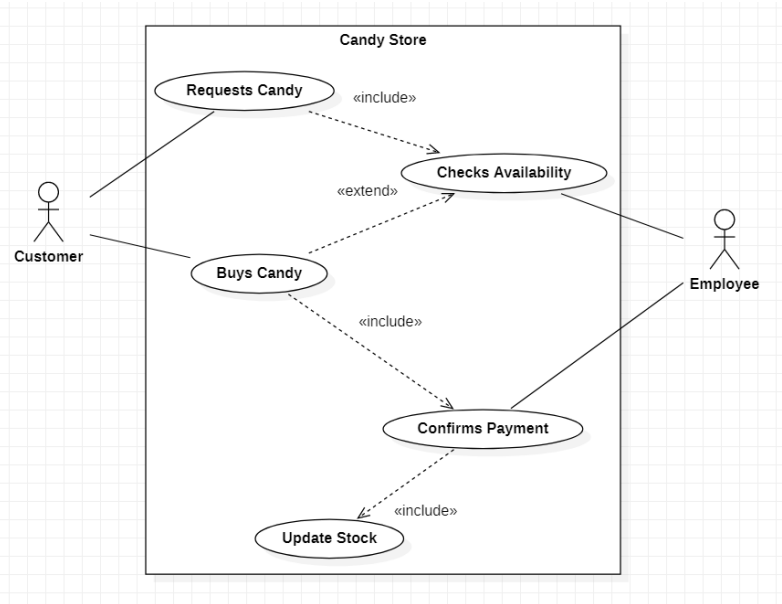 Candy Store
Requests Candy
«include»
Checks Availability
«extend»
Customer
Buys Candy
Employee
«include»
Confirms Payment
«include»
Update Stock